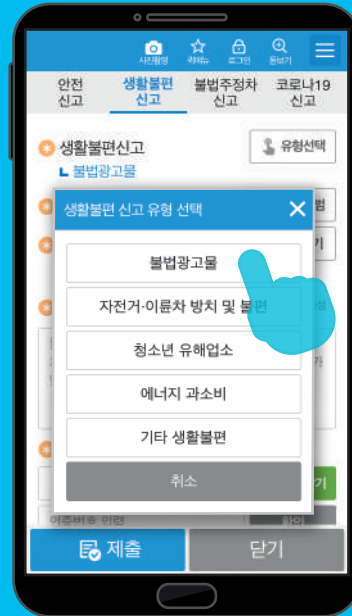 사진촬영 퀵메뉴 로그인 돋보기
안전 신고
생활불편 신고
불법주정차 신고
코로나19 신고
생활불편신고
유형선택
불법광고물
생활불편 신고 유형 선택
불법광고물
자전거·이륜차 방치 및 불편
청소년 유해업소
에너지 과소비
기타 생활불편
취소
제출
닫기